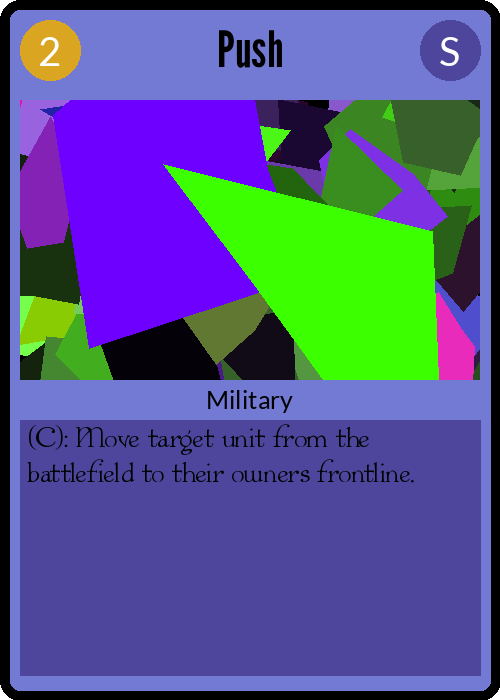 2
Push
S
Military
(C): Move target unit from the
battlefield to their owners frontline.